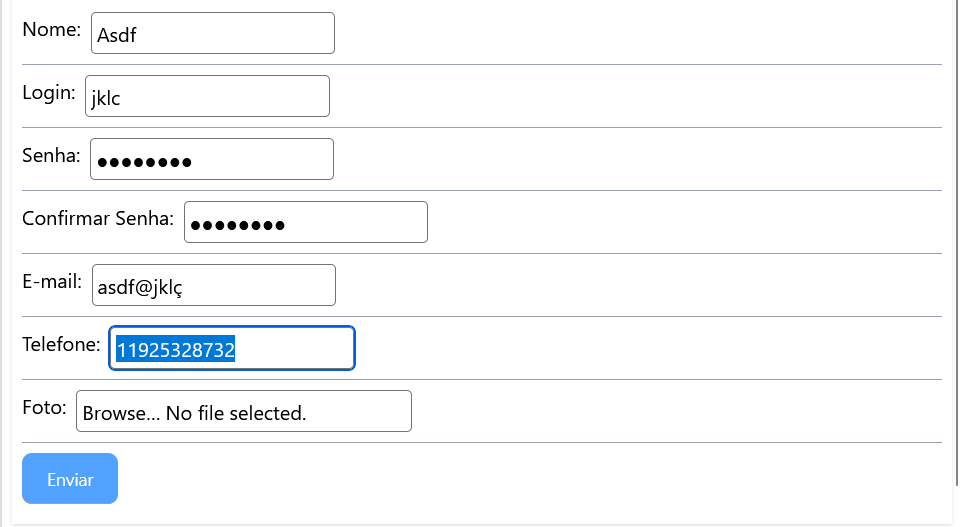 Nome: Asdf
Login: jklc
Senha: ●●●●●●●●
Confirmar Senha: ●●●●●●●●
E-mail: asdf@jklç
Telefone: 11925328732
Foto: Browse... No file selected.
Enviar